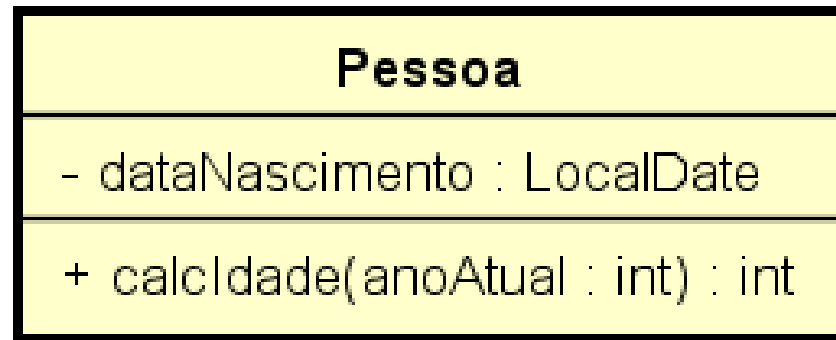 Pessoa
- dataNascimento : LocalDate
+ calcIdade(anoAtual : int) : int